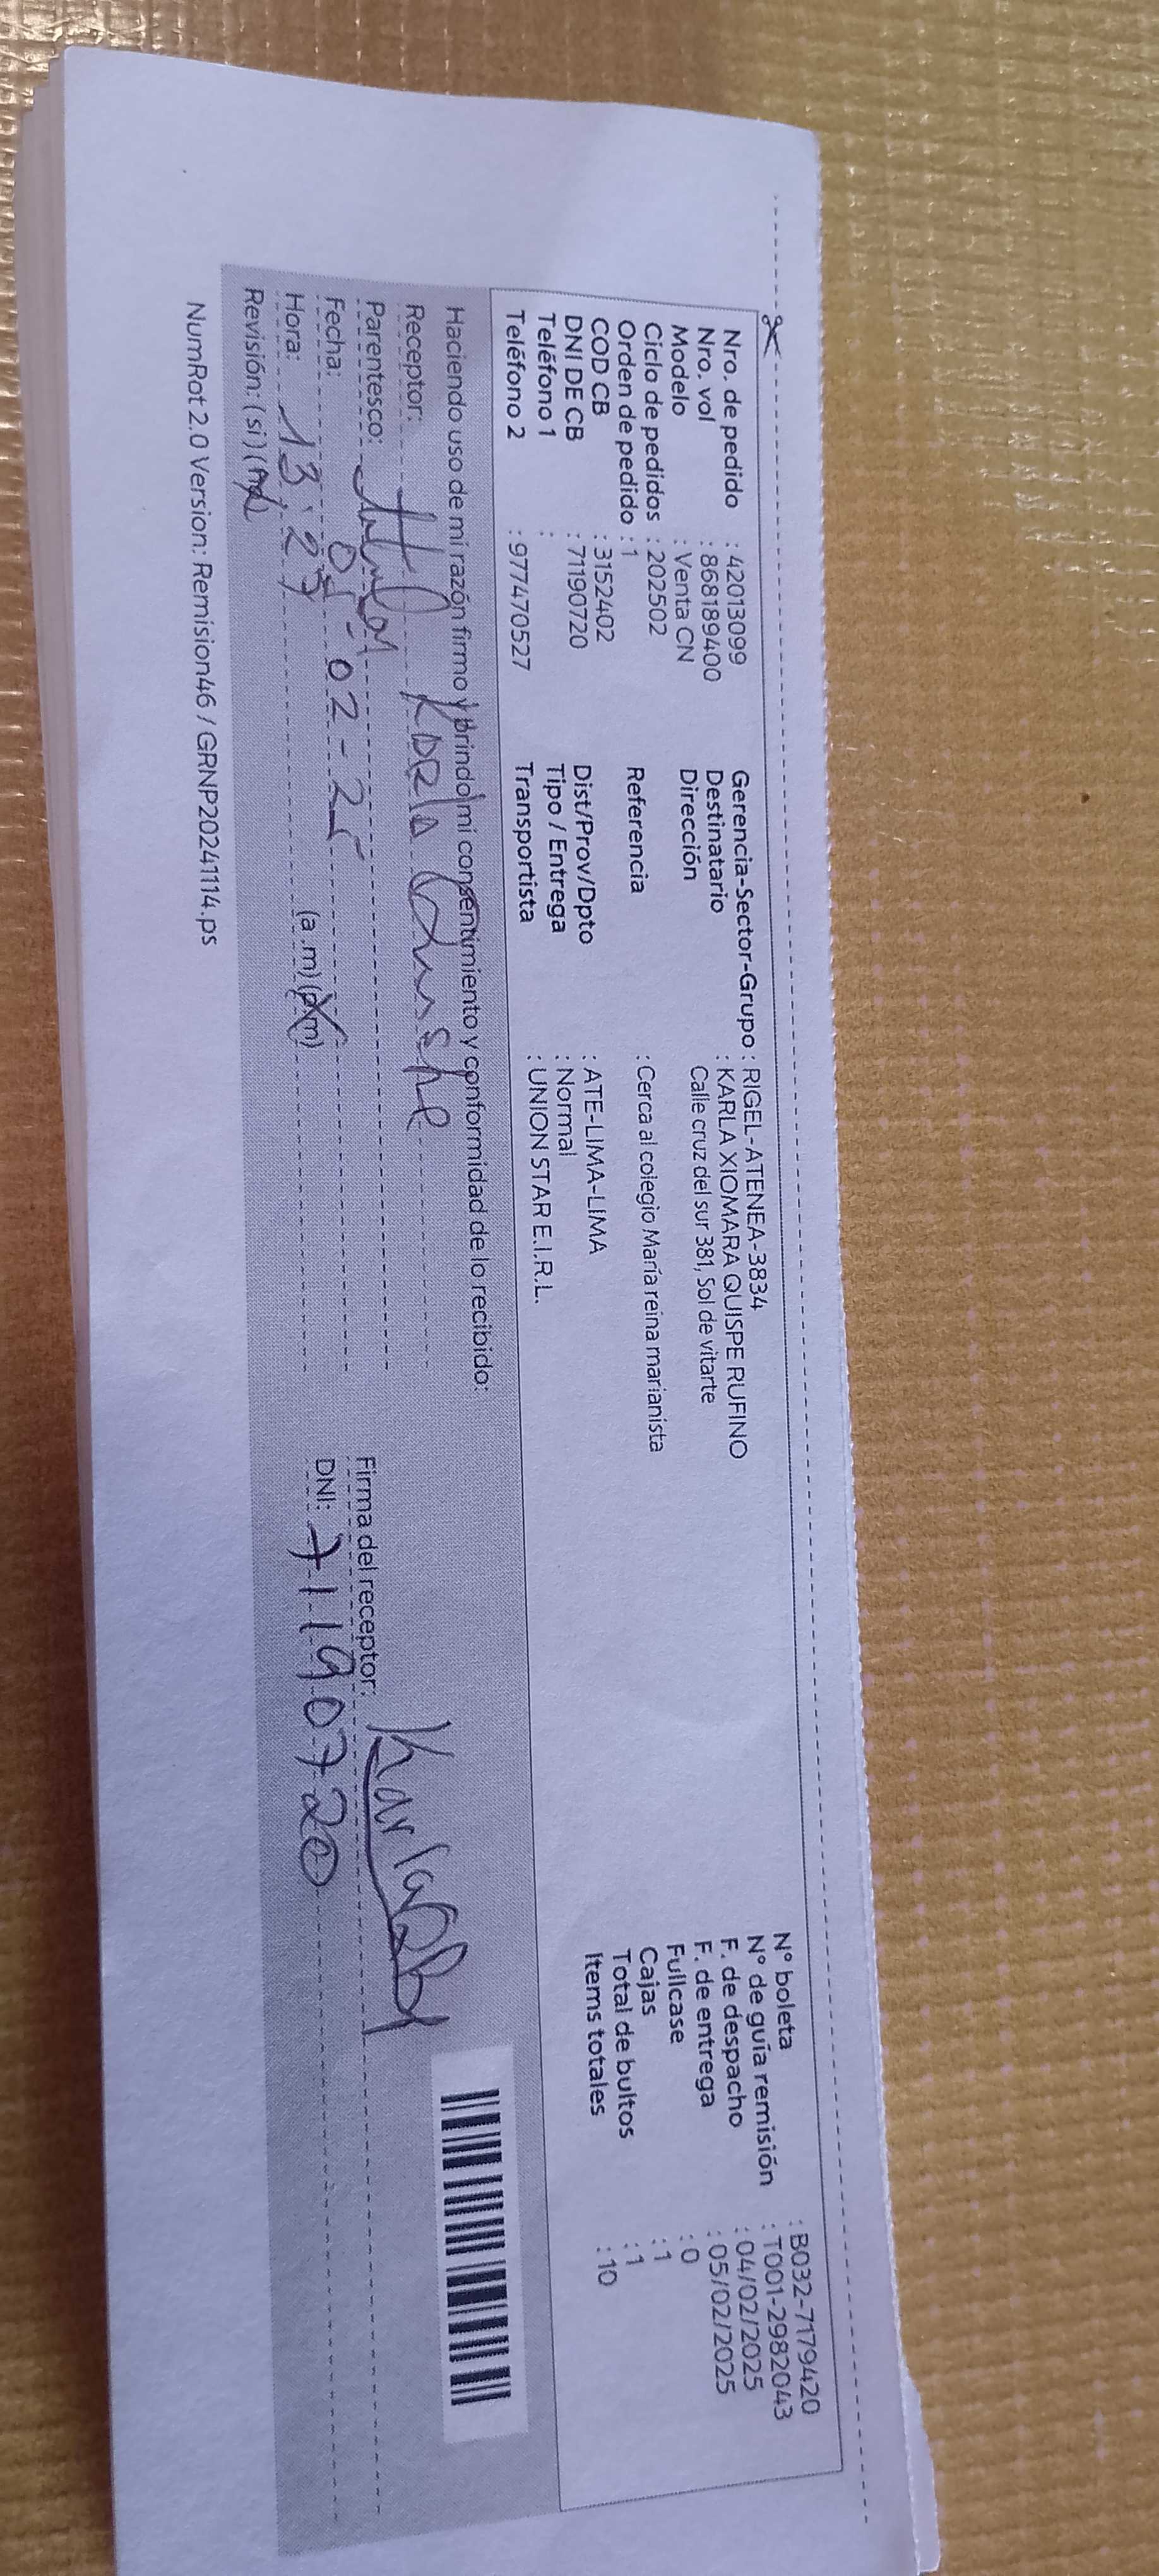 Nro. de pedido : 42013099
Nro. vol : 868189400
Modelo : Venta CN
Ciclo de pedidos : 202502
Orden de pedido : 1
COD CB : 3152402
DNI DE CB : 71190720
Teléfono 1 :
Teléfono 2 : 977470527
Gerencia-Sector-Grupo : RIGEL-ATENEA-3834
Destinatario : KARLA XIOMARA QUISPE RUFINO
Dirección Calle cruz del sur 381, Sol de vitarte
Referencia : Cerca al colegio María reina marianista
Dist/Prov/Dpto : ATE-LIMA-LIMA
Tipo / Entrega : Normal
Transportista : UNION STAR E.I.R.L.
N° boleta : B032-7179420
N° de guía remisión : T001-2982043
F. de despacho : 04/02/2025
F. de entrega : 05/02/2025
Fullcase : 0
Cajas : 1
Total de bultos : 1
Items totales : 10
Haciendo uso de mi razón firmo y brindo mi consentimiento y conformidad de lo recibido:
Receptor: Karla Quispe
Parentesco: titular
Fecha: 05-02-25
Hora: 13:27 (a.m) (p.m)
Revisión: (si) (no)
Firma del receptor: Karla
DNI: 71190720
NumRot 2.0 Version: Remision46 / GRNP20241114.ps